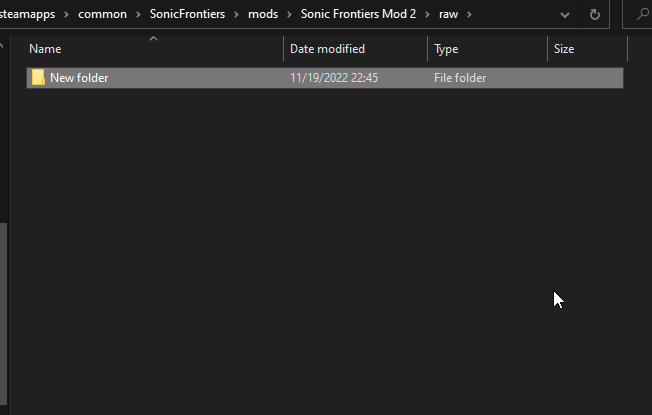 steamapps > common > SonicFrontiers > mods > Sonic Frontiers Mod 2 > raw >
Name Date modified Type Size
New folder 11/19/2022 22:45 File folder